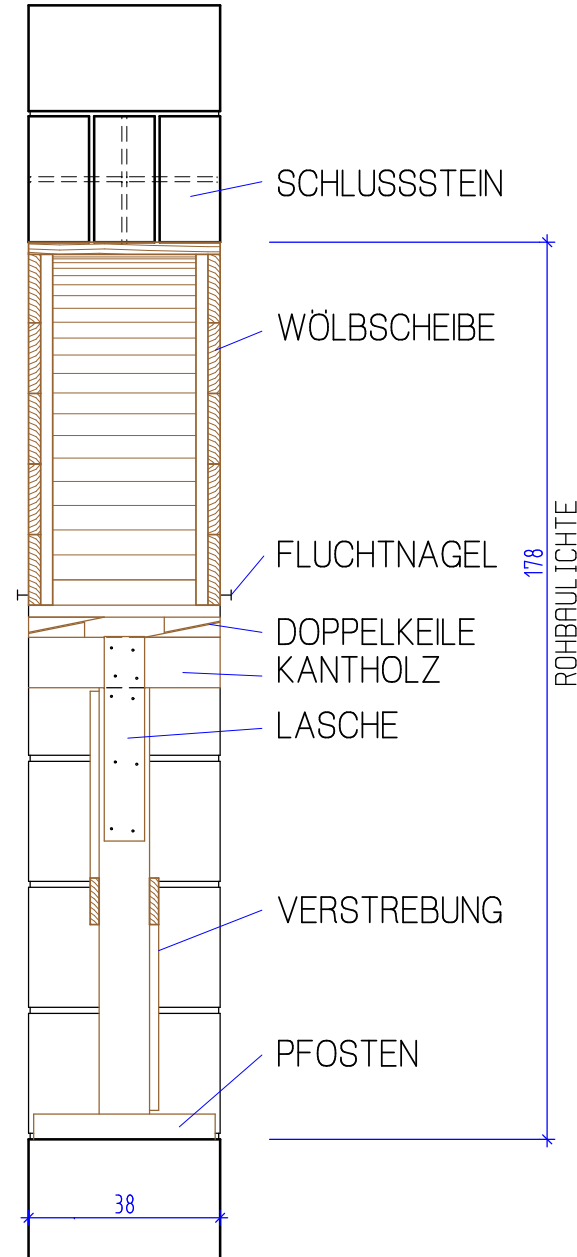 SCHLUSSSTEIN
WÖLBSCHEIBE
FLUCHTNAGEL
DOPPELKEILE
KANTHOLZ
LASCHE
VERSTREBUNG
PFOSTEN
178
ROHBAULICHTE
38